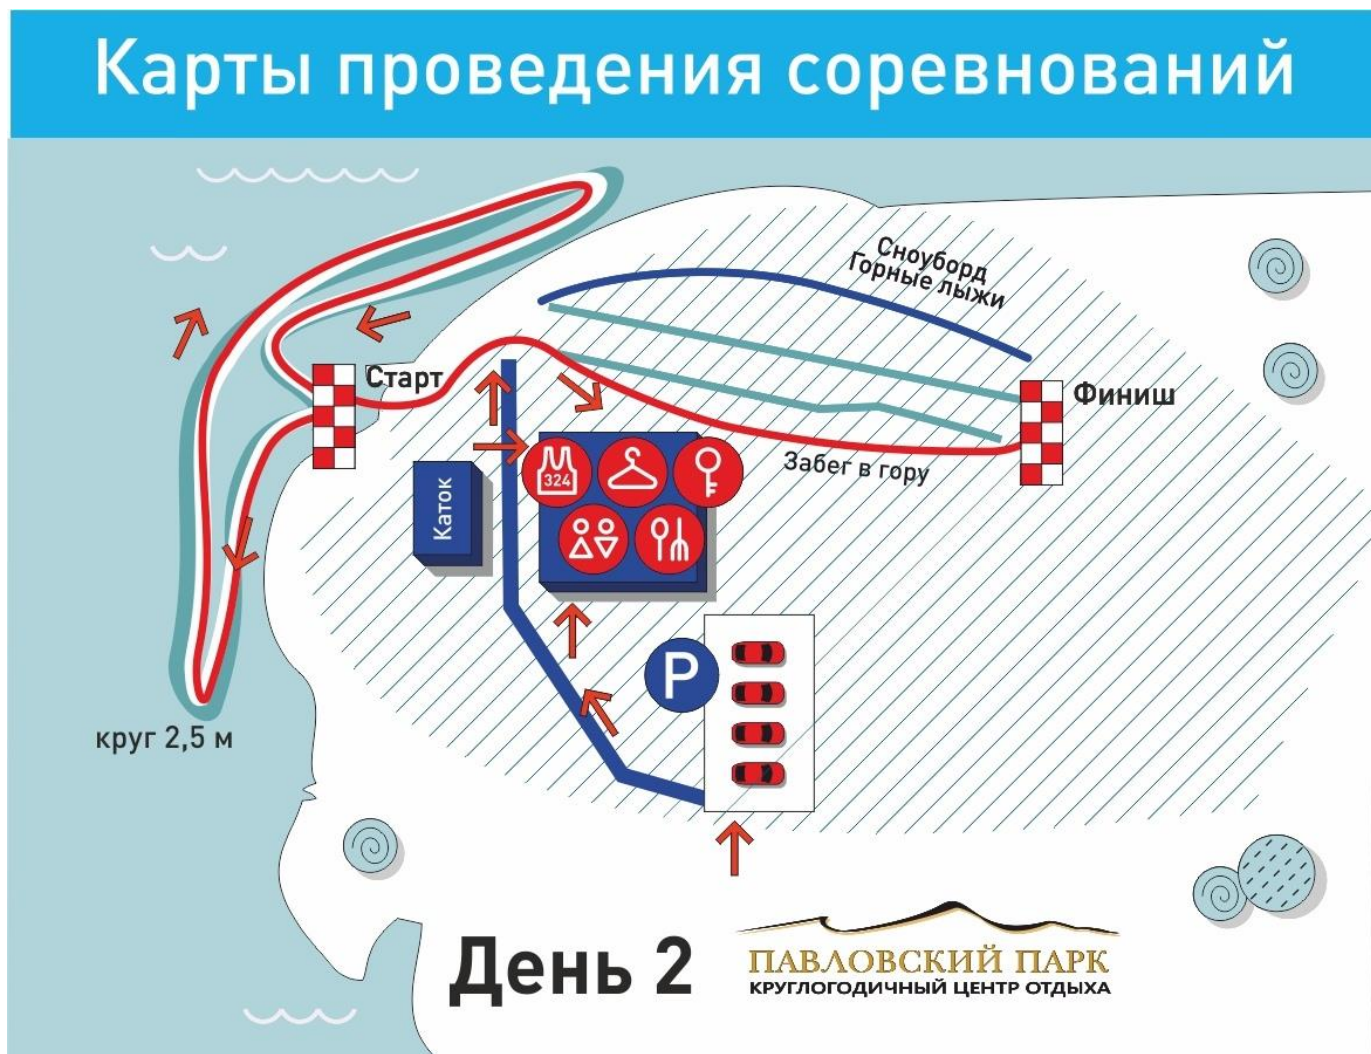 Карты проведения соревнований
Сноуборд
Горные лыжи
Старт
Финиш
Забег в гору
324
Каток
P
круг 2,5 м
День 2
ПАВЛОВСКИЙ ПАРК
КРУГЛОГОДИЧНЫЙ ЦЕНТР ОТДЫХА